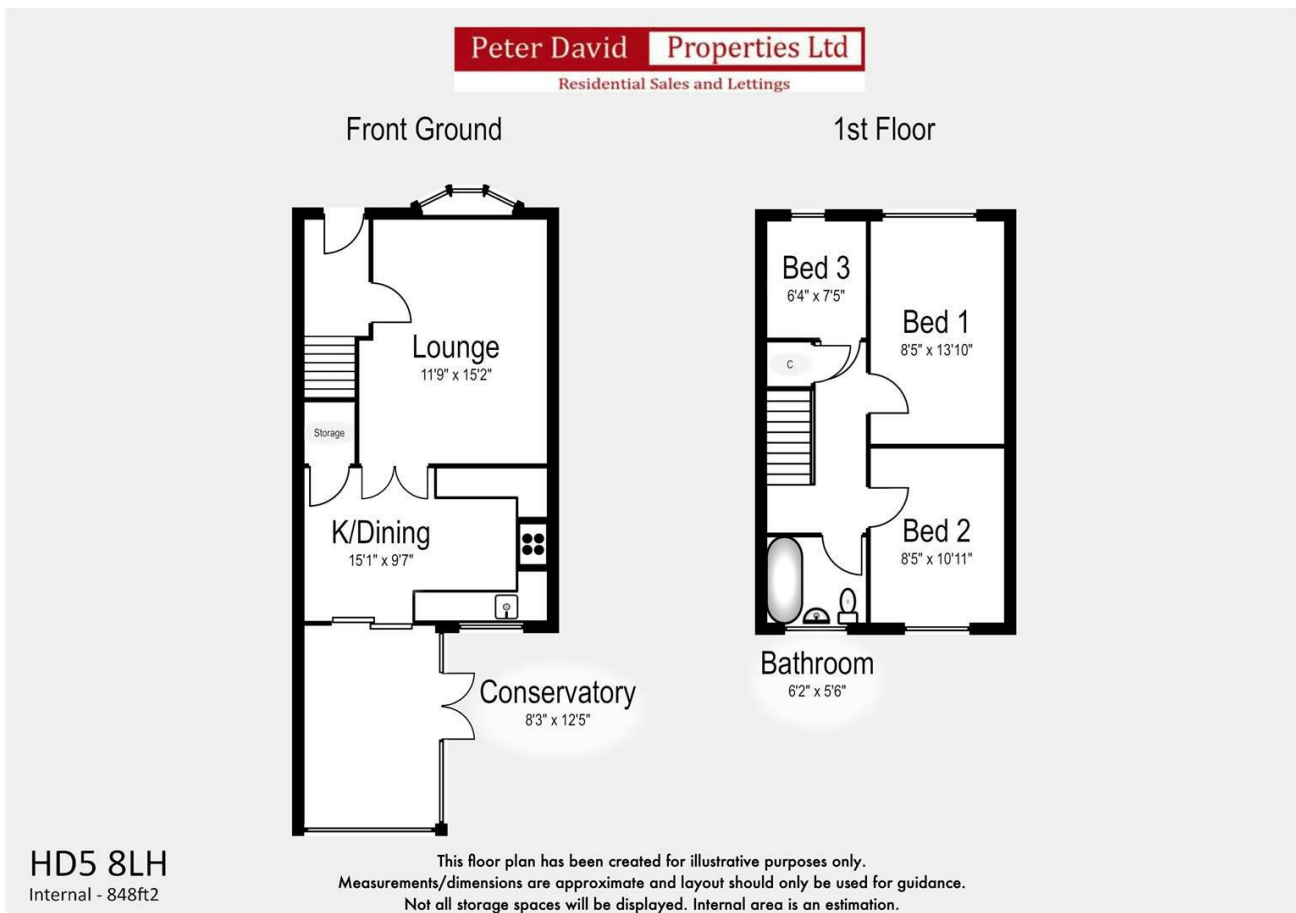 Peter David Properties Ltd
Residential Sales and Lettings
Front Ground
1st Floor
Lounge
11'9" x 15'2"
Storage
K/Dining
15'1" x 9'7"
Conservatory
8'3" x 12'5"
Bed 3
6'4" x 7'5"
Bed 1
8'5" x 13'10"
C
Bed 2
8'5" x 10'11"
Bathroom
6'2" x 5'6"
HD5 8LH
Internal - 848ft2
This floor plan has been created for illustrative purposes only.
Measurements/dimensions are approximate and layout should only be used for guidance.
Not all storage spaces will be displayed. Internal area is an estimation.